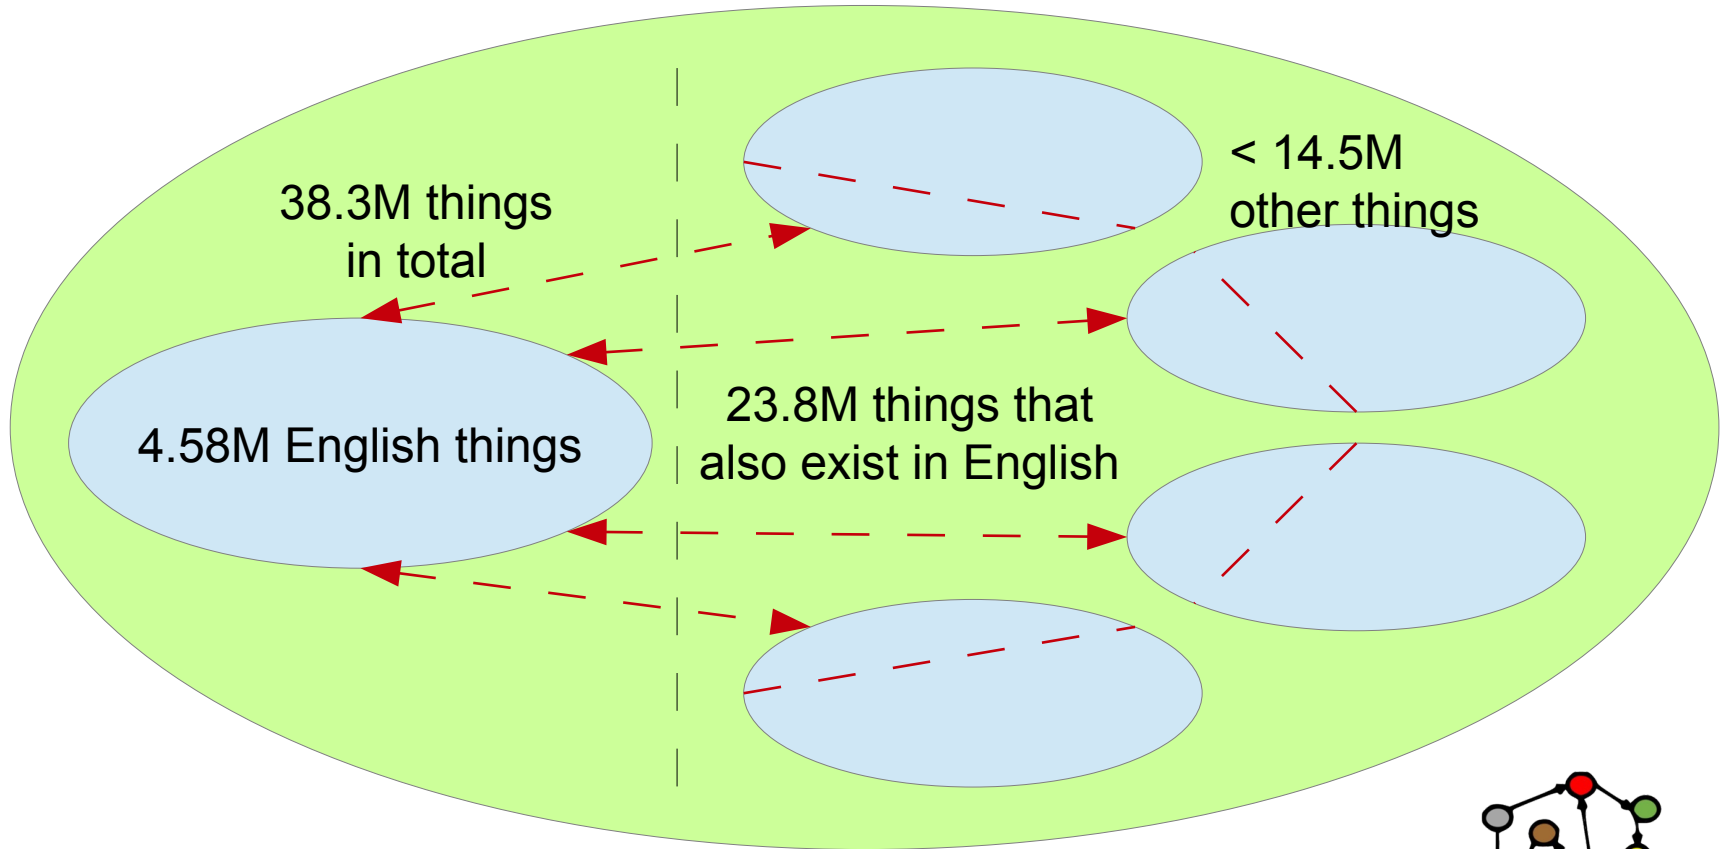 38.3M things
in total
4.58M English things
23.8M things that
also exist in English
< 14.5M
other things